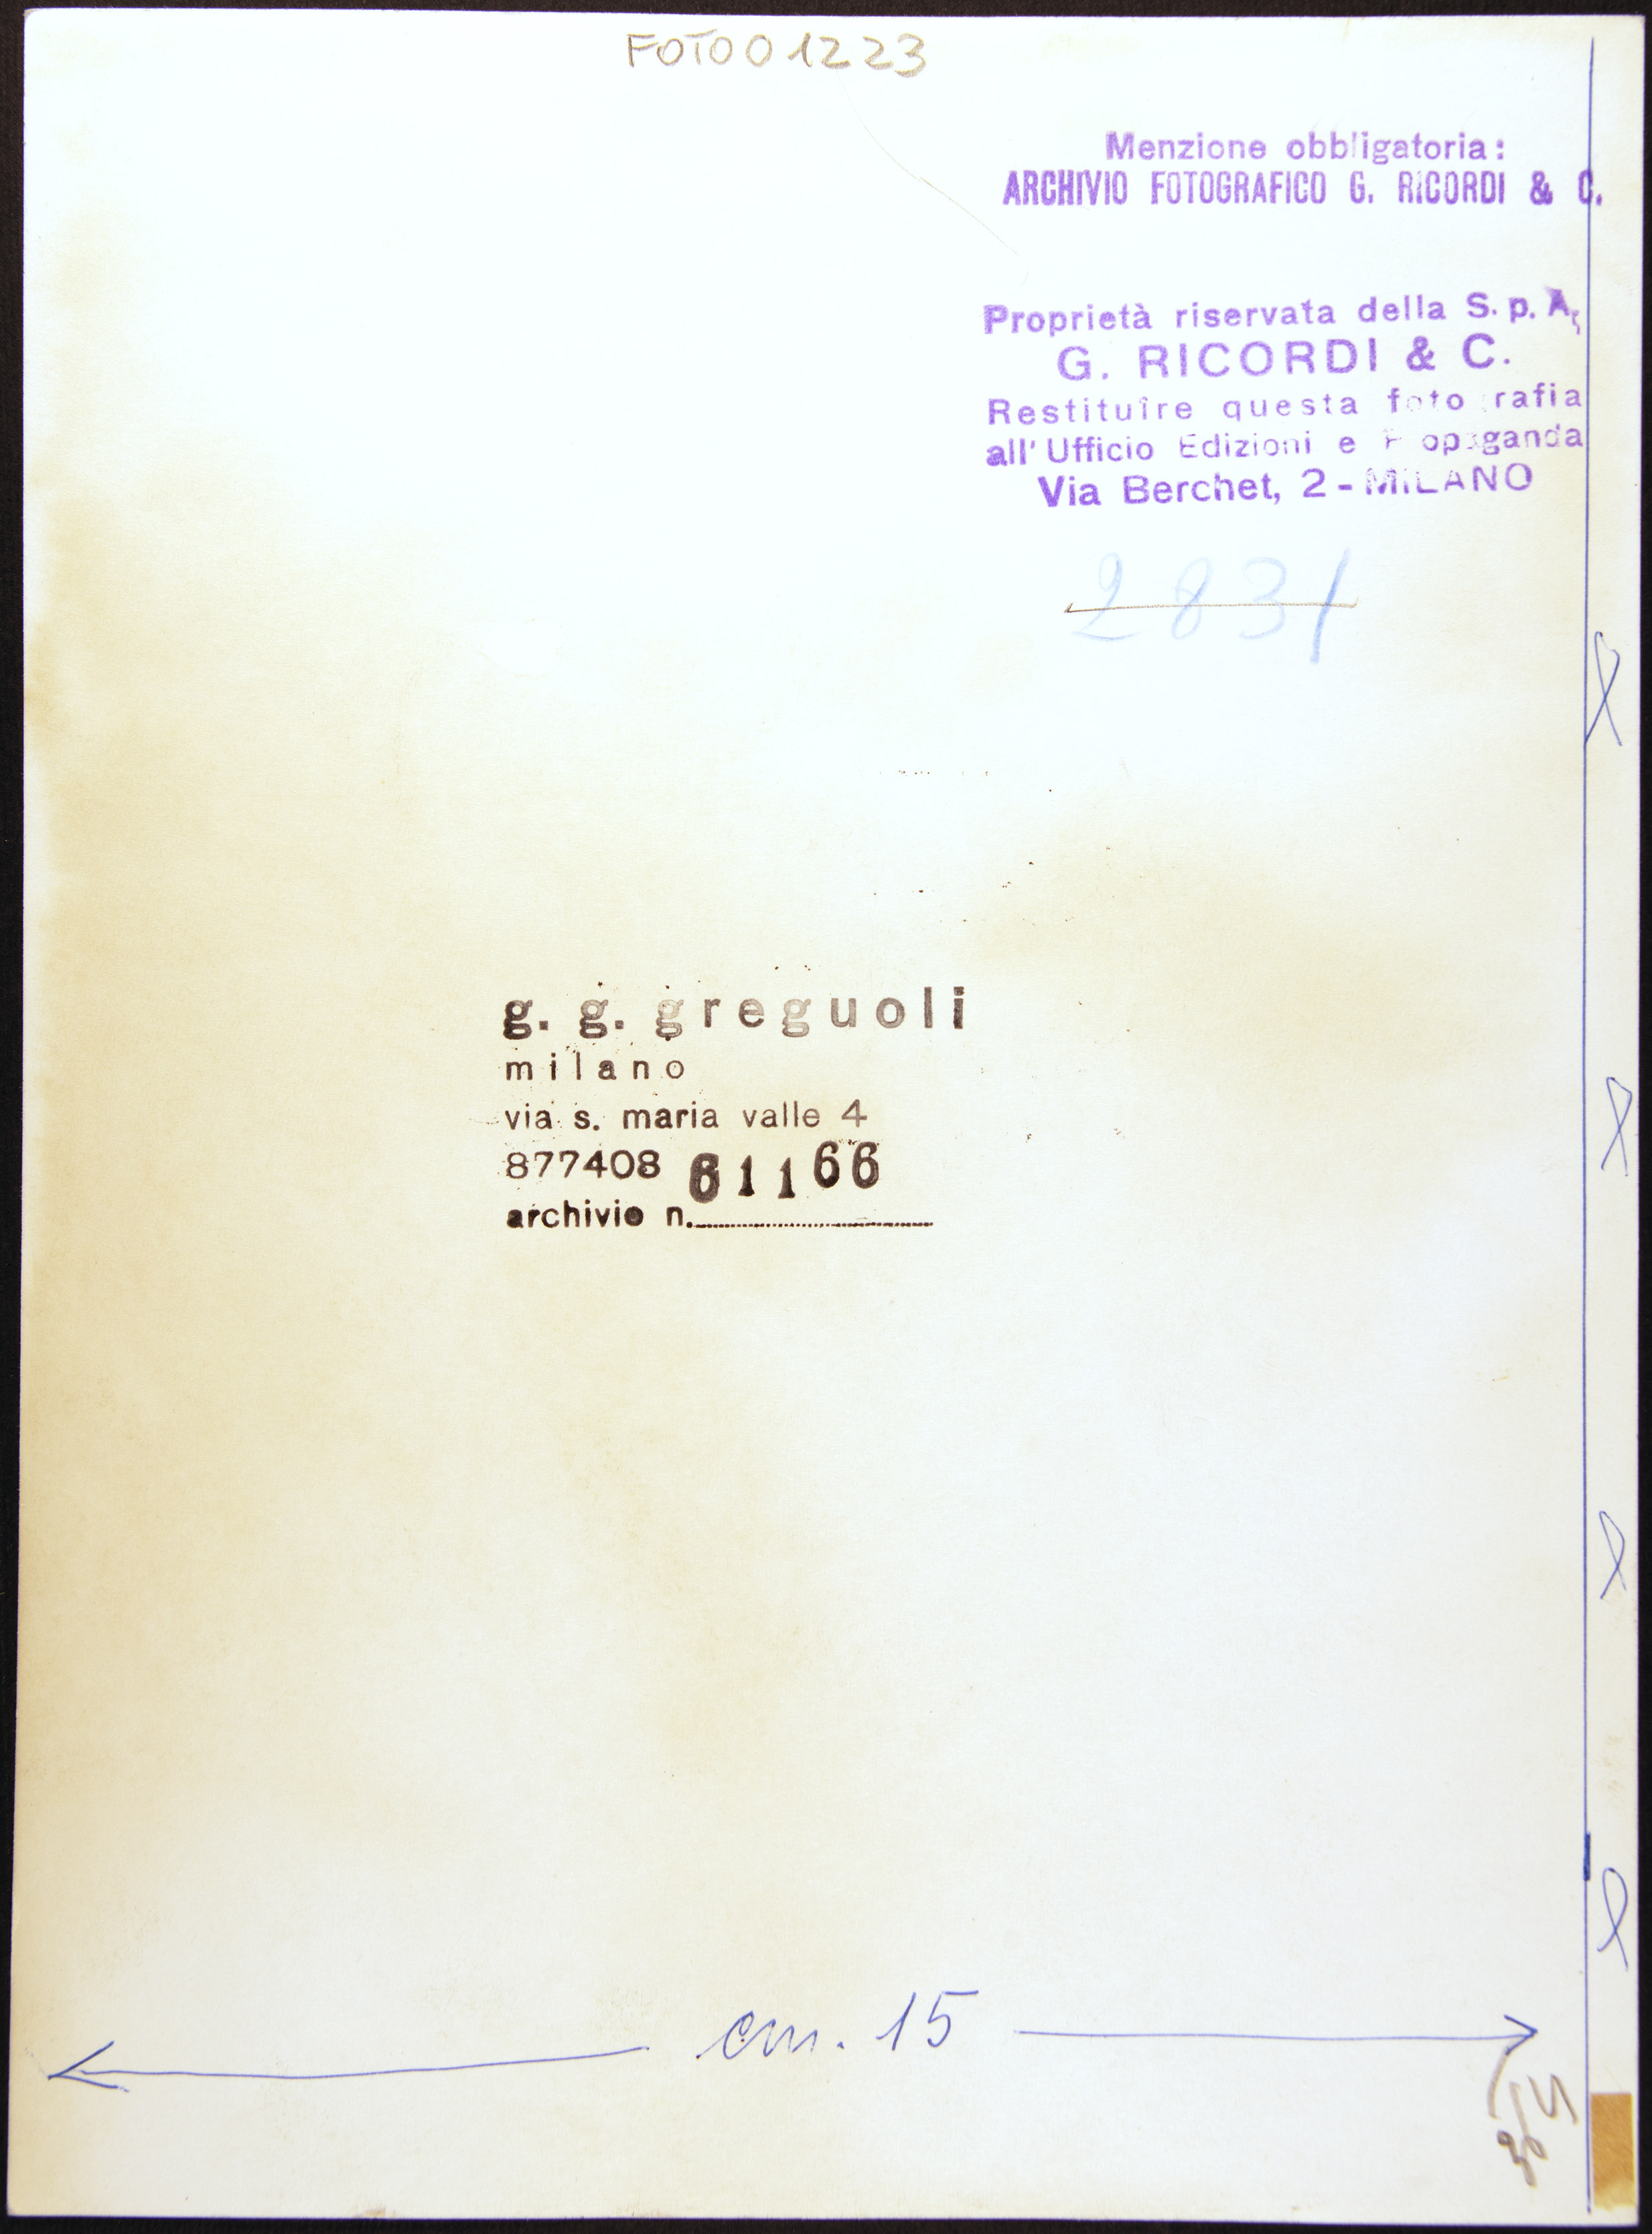 FOTO001223
Menzione obbligatoria:
ARCHIVIO FOTOGRAFICO G. RICORDI & C.
Proprietà riservata della S. p. A.
G. RICORDI & C.
Restituire questa fotografia
all' Ufficio Edizioni e Propaganda
Via Berchet, 2 - MILANO
2831
g. g. greguoli
milano
via s. maria valle 4
877408 61166
archivio n.
cm. 15